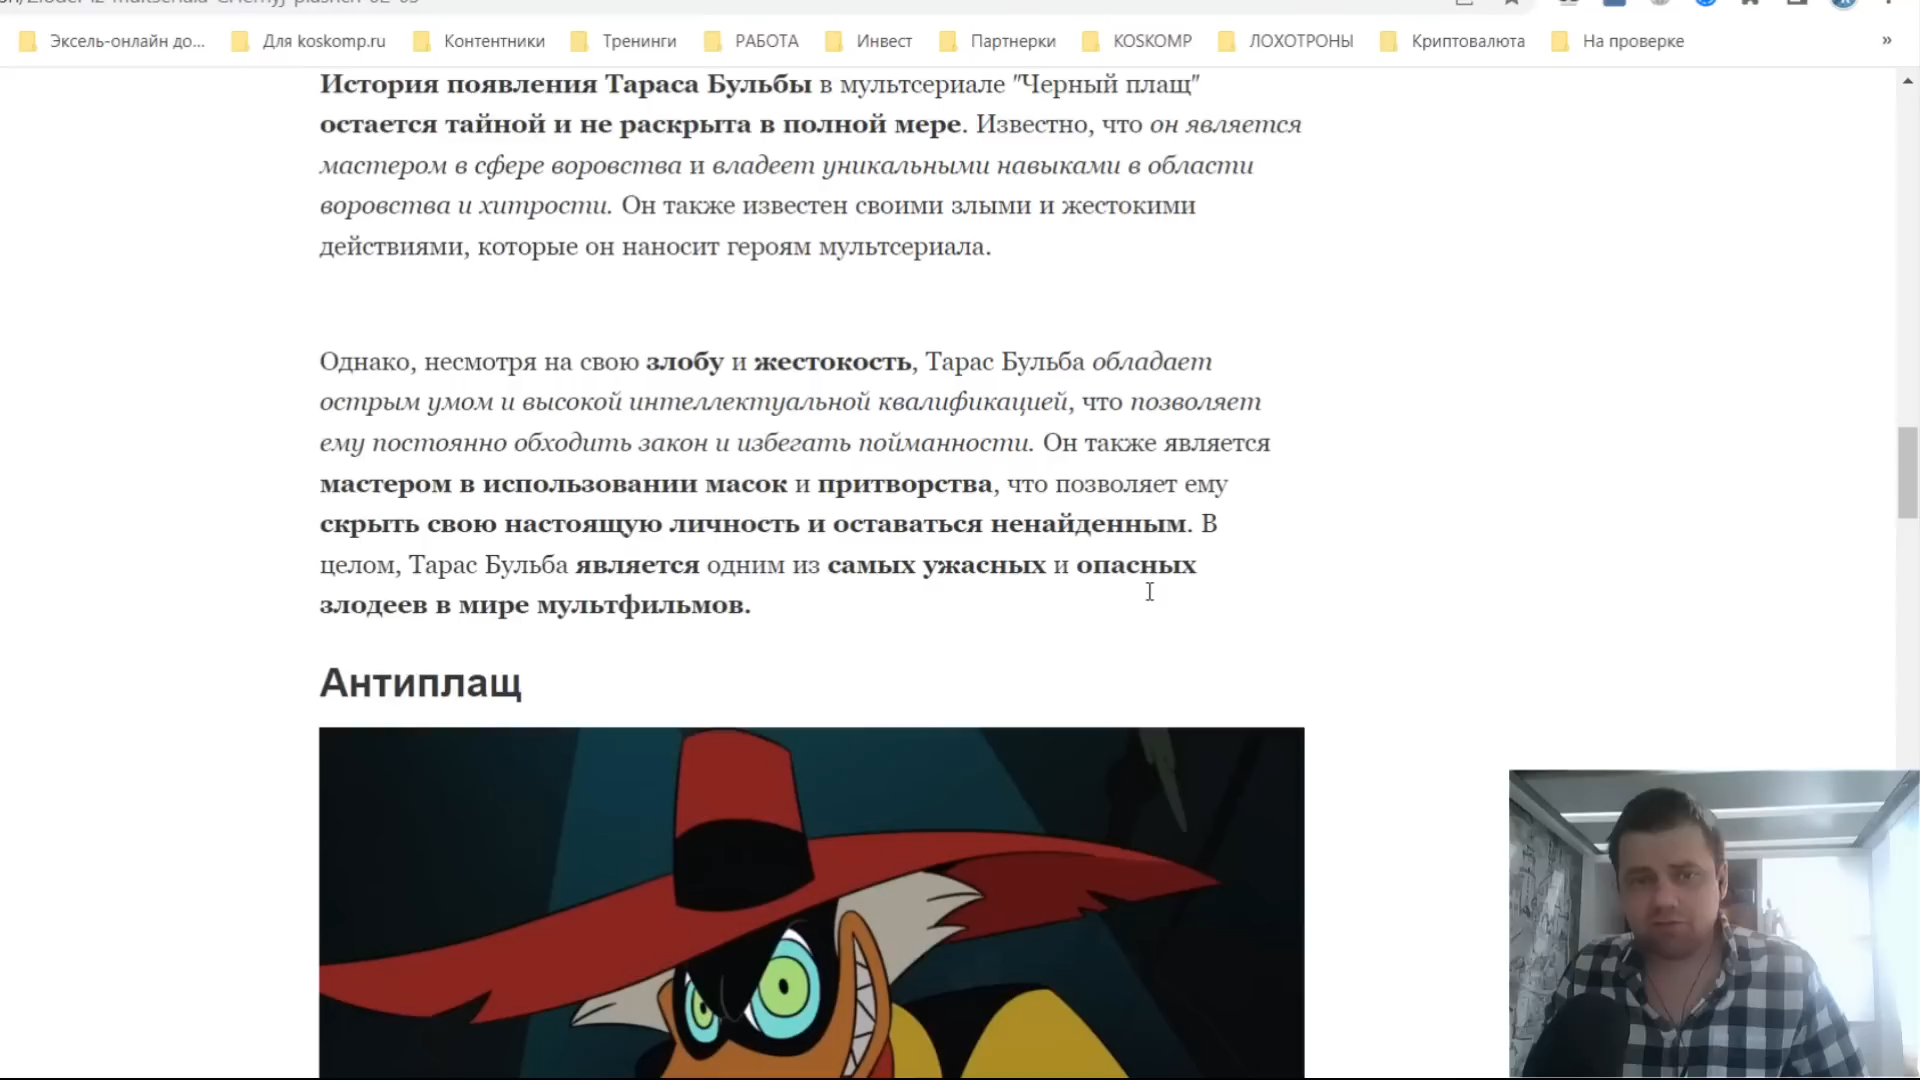 Эксель-онлайн до... Для koskomp.ru Контентники Тренинги РАБОТА Инвест Партнерки KOSKOMP ЛОХОТРОНЫ Криптовалюта На проверке »
История появления Тараса Бульбы в мультсериале "Черный плащ"
остается тайной и не раскрыта в полной мере. Известно, что он является
мастером в сфере воровства и владеет уникальными навыками в области
воровства и хитрости. Он также известен своими злыми и жестокими
действиями, которые он наносит героям мультсериала.
Однако, несмотря на свою злобу и жестокость, Тарас Бульба обладает
острым умом и высокой интеллектуальной квалификацией, что позволяет
ему постоянно обходить закон и избегать пойманности. Он также является
мастером в использовании масок и притворства, что позволяет ему
скрыть свою настоящую личность и оставаться ненайденным. В
целом, Тарас Бульба является одним из самых ужасных и опасных
злодеев в мире мультфильмов.
Антиплащ